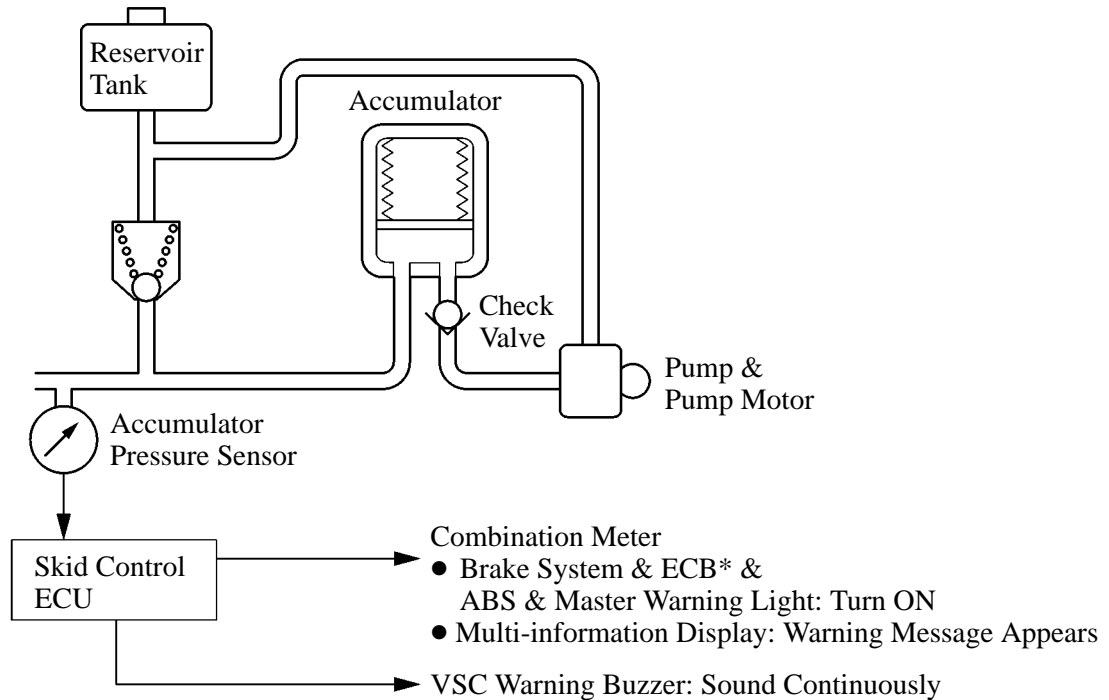 Reservoir
Tank
Accumulator
Check
Valve
Pump &
Pump Motor
Accumulator
Pressure Sensor
Skid Control
ECU
Combination Meter
● Brake System & ECB* &
ABS & Master Warning Light: Turn ON
● Multi-information Display: Warning Message Appears
VSC Warning Buzzer: Sound Continuously